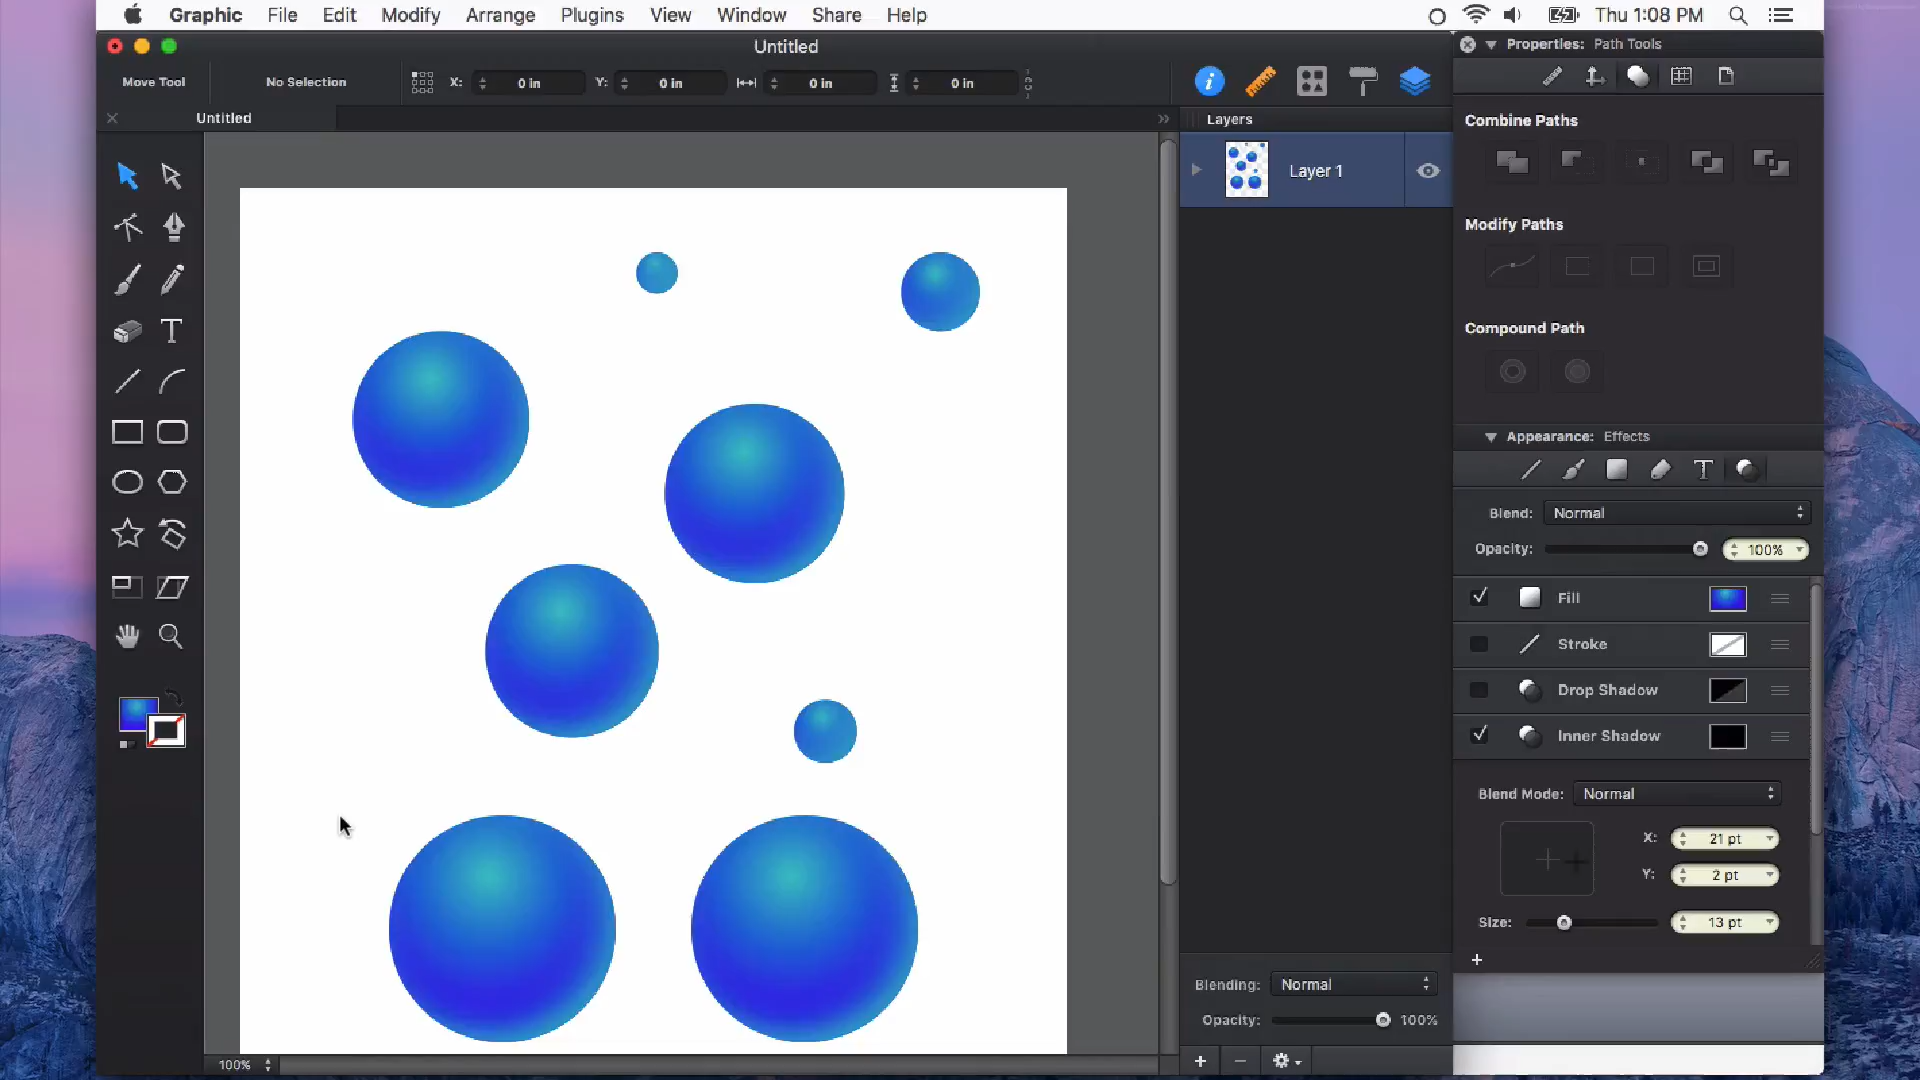 Graphic File Edit Modify Arrange Plugins View Window Share Help
Thu 1:08 PM
Untitled
Properties: Path Tools
Move Tool
No Selection
X: 0 in
Y: 0 in
0 in
0 in
Untitled
Layers
Combine Paths
Layer 1
Modify Paths
Compound Path
Appearance: Effects
Blend: Normal
Opacity: 100%
Fill
Stroke
Drop Shadow
Inner Shadow
Blend Mode: Normal
X: 21 pt
Y: 2 pt
Size: 13 pt
Blending: Normal
Opacity: 100%
100%